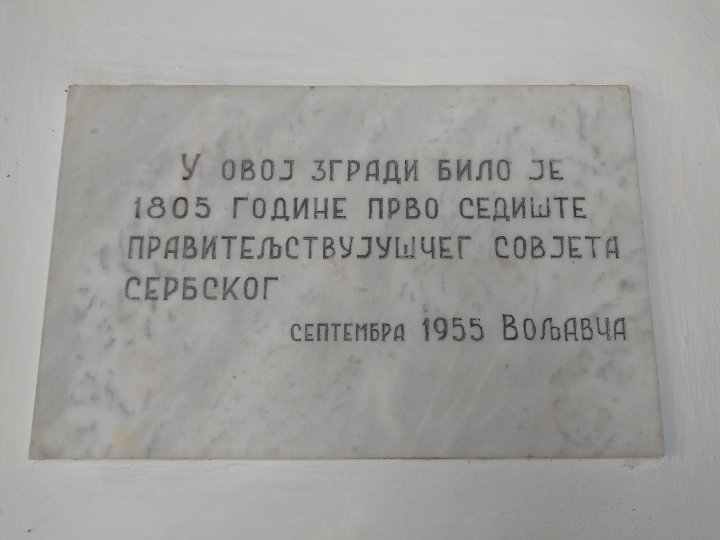 У ОВОЈ ЗГРАДИ БИЛО ЈЕ
1805 ГОДИНЕ ПРВО СЕДИШТЕ
ПРАВИТЕЉСТВУЈУШЧЕГ СОВЈЕТА
СЕРБСКОГ
СЕПТЕМБРА 1955 ВОЉАВЧА